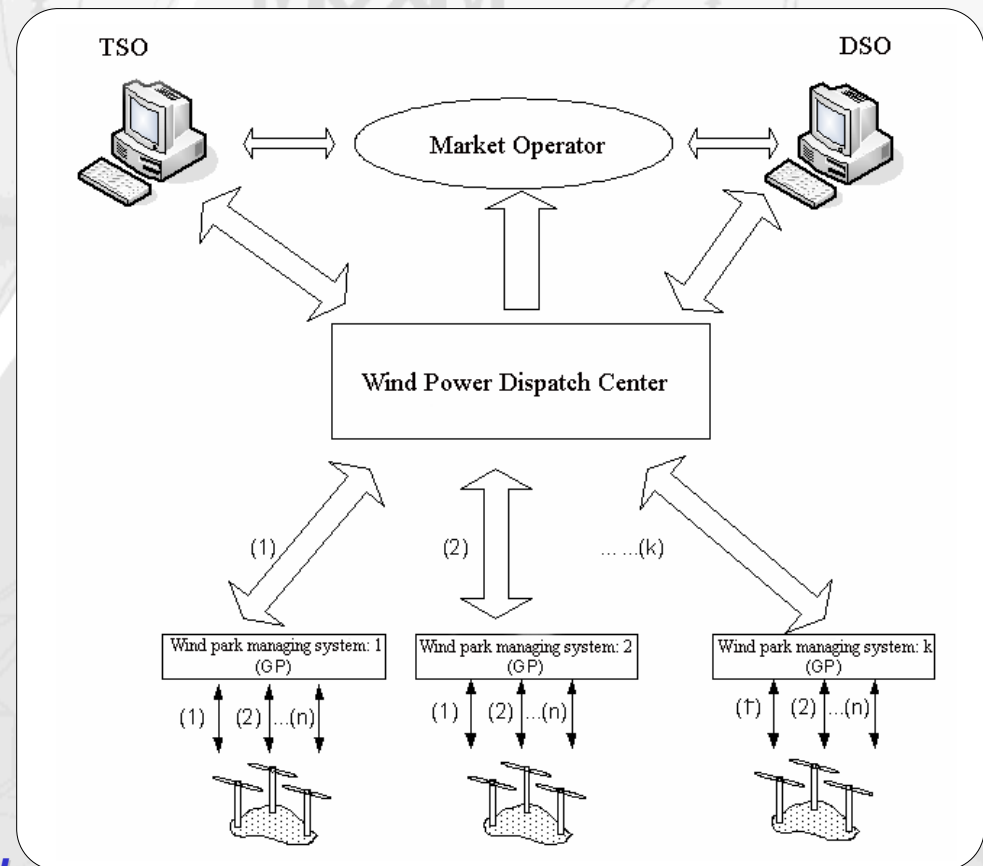 TSO
DSO
Market Operator
Wind Power Dispatch Center
(1)
(2)
... ...(k)
Wind park managing system: 1
(GP)
Wind park managing system: 2
(GP)
Wind park managing system: k
(GP)
(1) (2) ...(n)
(1) (2) ...(n)
(1) (2) ...(n)